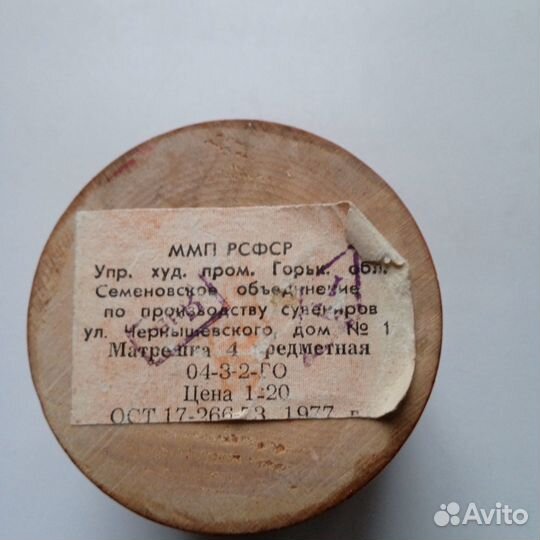 ММП РСФСР
Упр. худ. пром. Горьк. обл.
Семеновское объединение
по производству сувениров
ул. Чернышевского, дом № 1
Матрешка 4 предметная
04-3-2-ГО
Цена 1-20
ОСТ 17-266-73 1977 г.
Avito